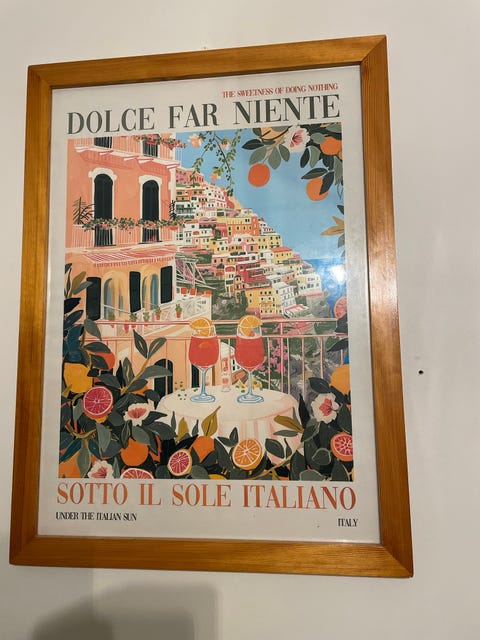 THE SWEETNESS OF DOING NOTHING
DOLCE FAR NIENTE
SOTTO IL SOLE ITALIANO
UNDER THE ITALIAN SUN
ITALY